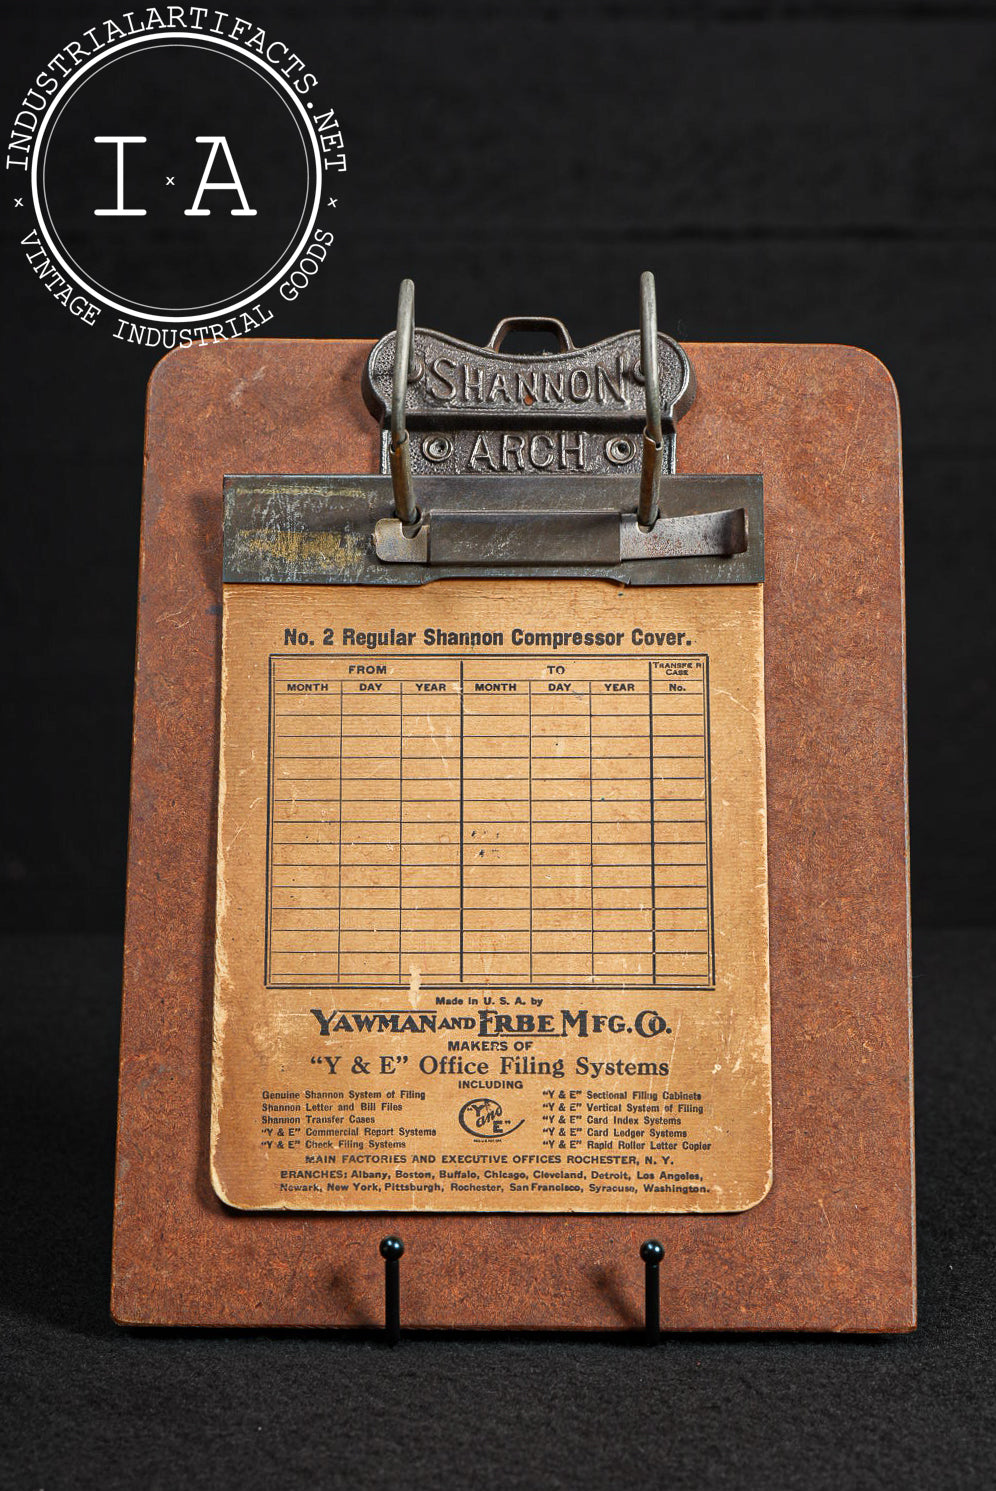 INDUSTRIALARTIFACTS.NET
I x A
x x
VINTAGE INDUSTRIAL GOODS
SHANNON
ARCH
No. 2 Regular Shannon Compressor Cover.
FROM TO TRANSFER CASE
MONTH DAY YEAR MONTH DAY YEAR No.
Made in U. S. A. by
YAWMAN AND ERBE MFG. CO.
MAKERS OF
"Y & E" Office Filing Systems
INCLUDING
Genuine Shannon System of Filing
Shannon Letter and Bill Files
Shannon Transfer Cases
"Y & E" Commercial Report Systems
"Y & E" Check Filing Systems
"Y and E"
"Y & E" Sectional Filing Cabinets
"Y & E" Vertical System of Filing
"Y & E" Card Index Systems
"Y & E" Card Ledger Systems
"Y & E" Rapid Roller Letter Copier
MAIN FACTORIES AND EXECUTIVE OFFICES ROCHESTER, N. Y.
BRANCHES: Albany, Boston, Buffalo, Chicago, Cleveland, Detroit, Los Angeles,
Newark, New York, Pittsburgh, Rochester, San Francisco, Syracuse, Washington.